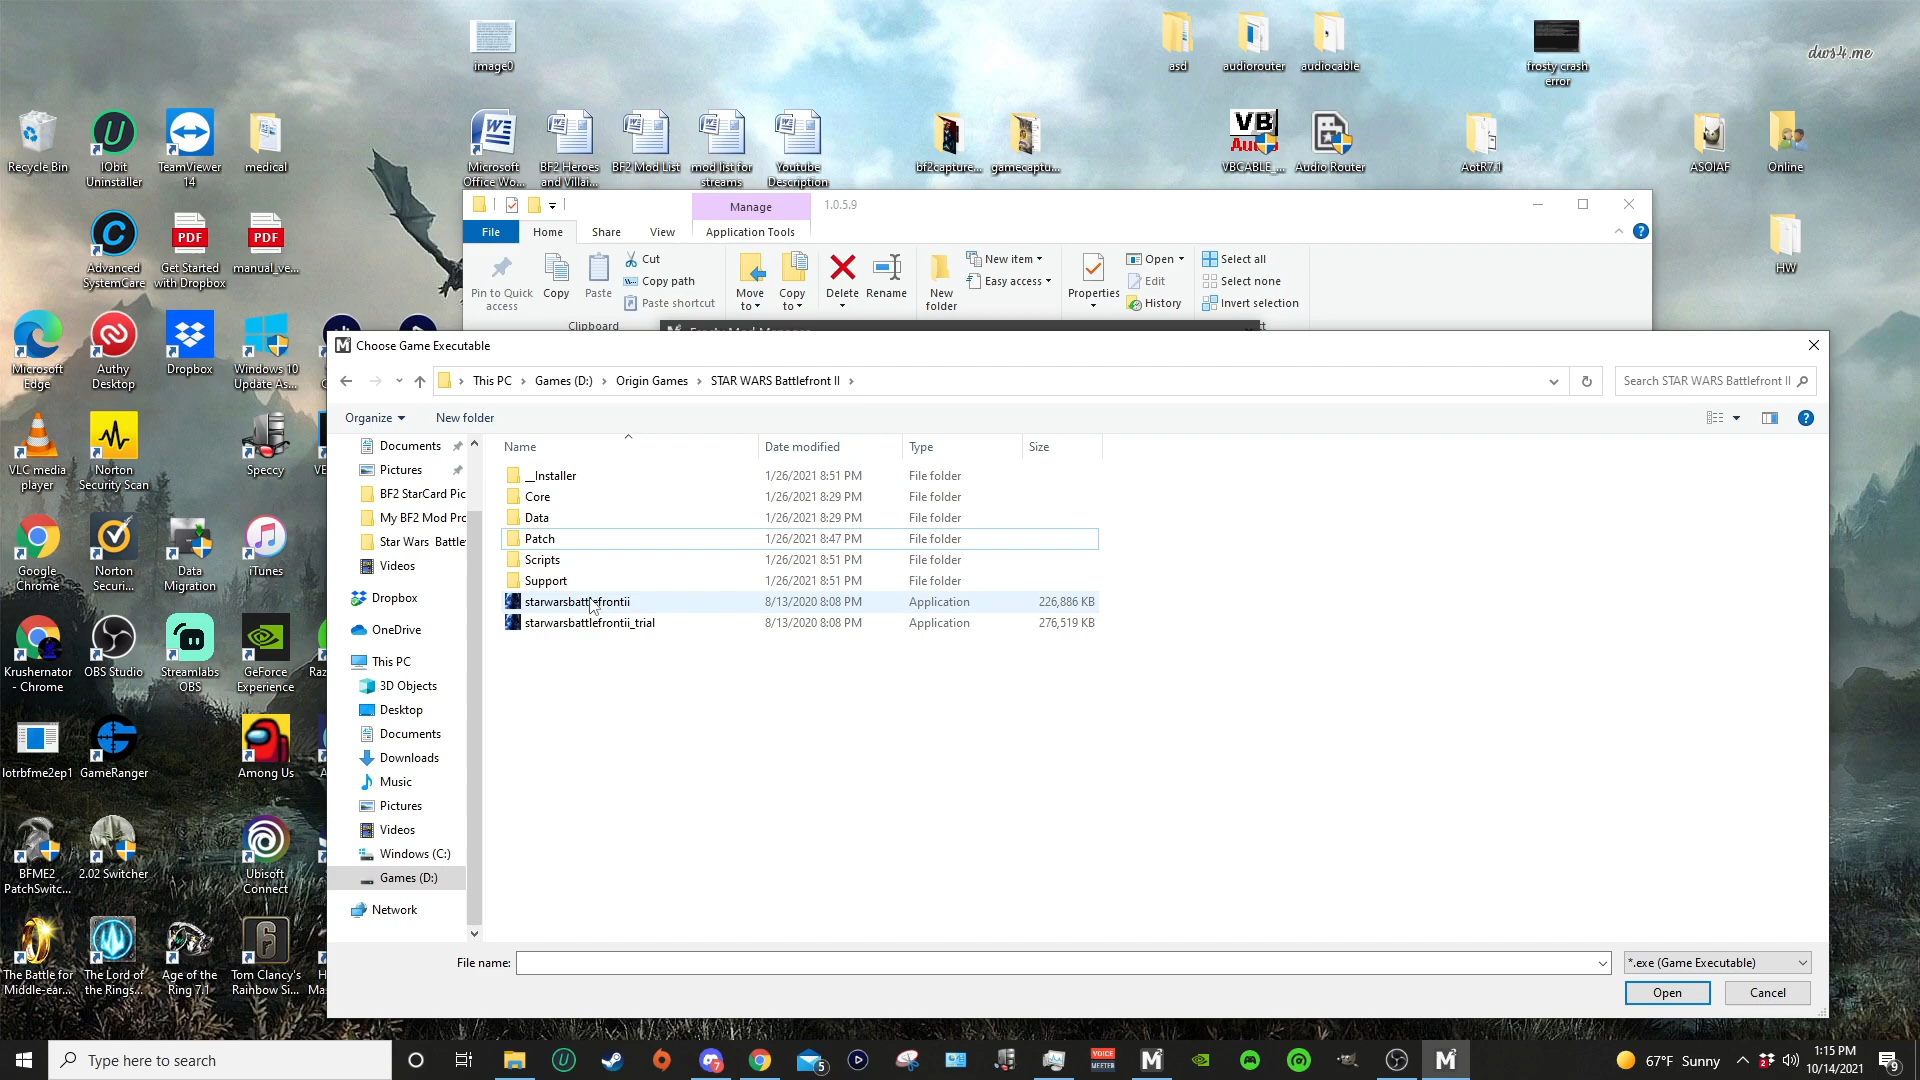 image0
asd
audiorouter
audiocable
frosty crash
error
dws4.me
Recycle Bin
IObit
Uninstaller
TeamViewer
14
medical
Microsoft
Office Wo...
BF2 Heroes
and Villai...
BF2 Mod List
mod list for
streams
Youtube
Description
bf2capture...
gamecaptu...
VBCABLE_...
Audio Router
AotR7.1
ASOIAF
Online
Advanced
SystemCare
Get Started
with Dropbox
manual_ve...
HW
Manage
1.0.5.9
File
Home
Share
View
Application Tools
Pin to Quick
access
Copy
Paste
Cut
Copy path
Paste shortcut
Clipboard
Move
to
Copy
to
Delete
Rename
New
folder
New item
Easy access
Properties
Open
Edit
History
Select all
Select none
Invert selection
Microsoft
Edge
Authy
Desktop
Dropbox
Windows 10
Update As...
VLC media
player
Norton
Security Scan
Speccy
Google
Chrome
Norton
Securi...
Data
Migration
iTunes
Krushernator
- Chrome
OBS Studio
Streamlabs
OBS
GeForce
Experience
lotrbfme2ep1
GameRanger
Among Us
BFME2
PatchSwitc...
2.02 Switcher
Ubisoft
Connect
The Battle for
Middle-ear...
The Lord of
the Rings...
Age of the
Ring 7.1
Tom Clancy's
Rainbow Si...
Choose Game Executable
This PC > Games (D:) > Origin Games > STAR WARS Battlefront II >
Search STAR WARS Battlefront II
Organize
New folder
Documents
Pictures
BF2 StarCard Pic
My BF2 Mod Pro
Star Wars Battle
Videos
Dropbox
OneDrive
This PC
3D Objects
Desktop
Documents
Downloads
Music
Pictures
Videos
Windows (C:)
Games (D:)
Network
Name Date modified Type Size
__Installer 1/26/2021 8:51 PM File folder
Core 1/26/2021 8:29 PM File folder
Data 1/26/2021 8:29 PM File folder
Patch 1/26/2021 8:47 PM File folder
Scripts 1/26/2021 8:51 PM File folder
Support 1/26/2021 8:51 PM File folder
starwarsbattlefrontii 8/13/2020 8:08 PM Application 226,886 KB
starwarsbattlefrontii_trial 8/13/2020 8:08 PM Application 276,519 KB
File name:
*.exe (Game Executable)
Open
Cancel
Type here to search
67°F Sunny
1:15 PM
10/14/2021